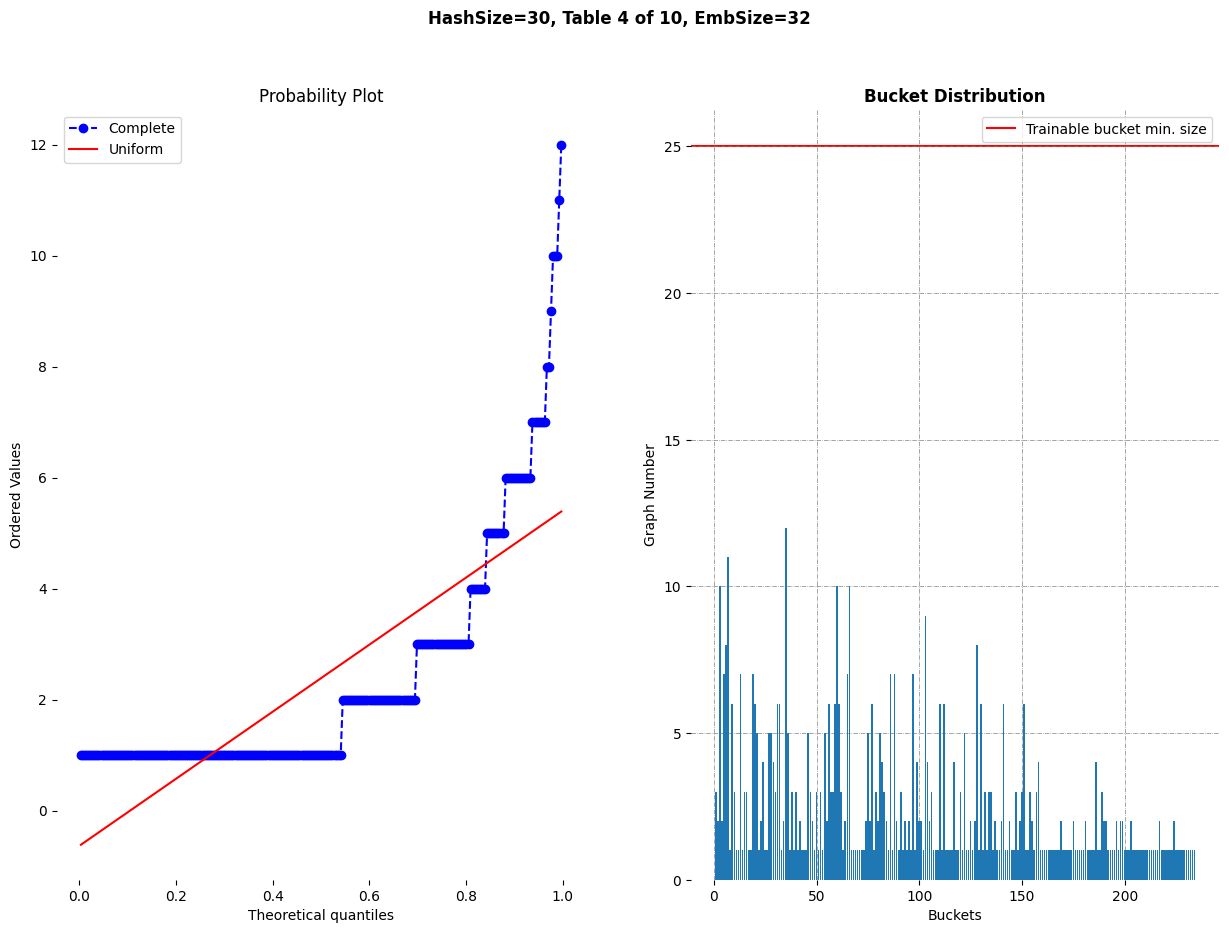 HashSize=30, Table 4 of 10, EmbSize=32
Probability Plot
Complete
Uniform
12
10
8
6
4
2
0
Ordered Values
0.0 0.2 0.4 0.6 0.8 1.0
Theoretical quantiles
Bucket Distribution
Trainable bucket min. size
25
20
15
10
5
0
Graph Number
0 50 100 150 200
Buckets